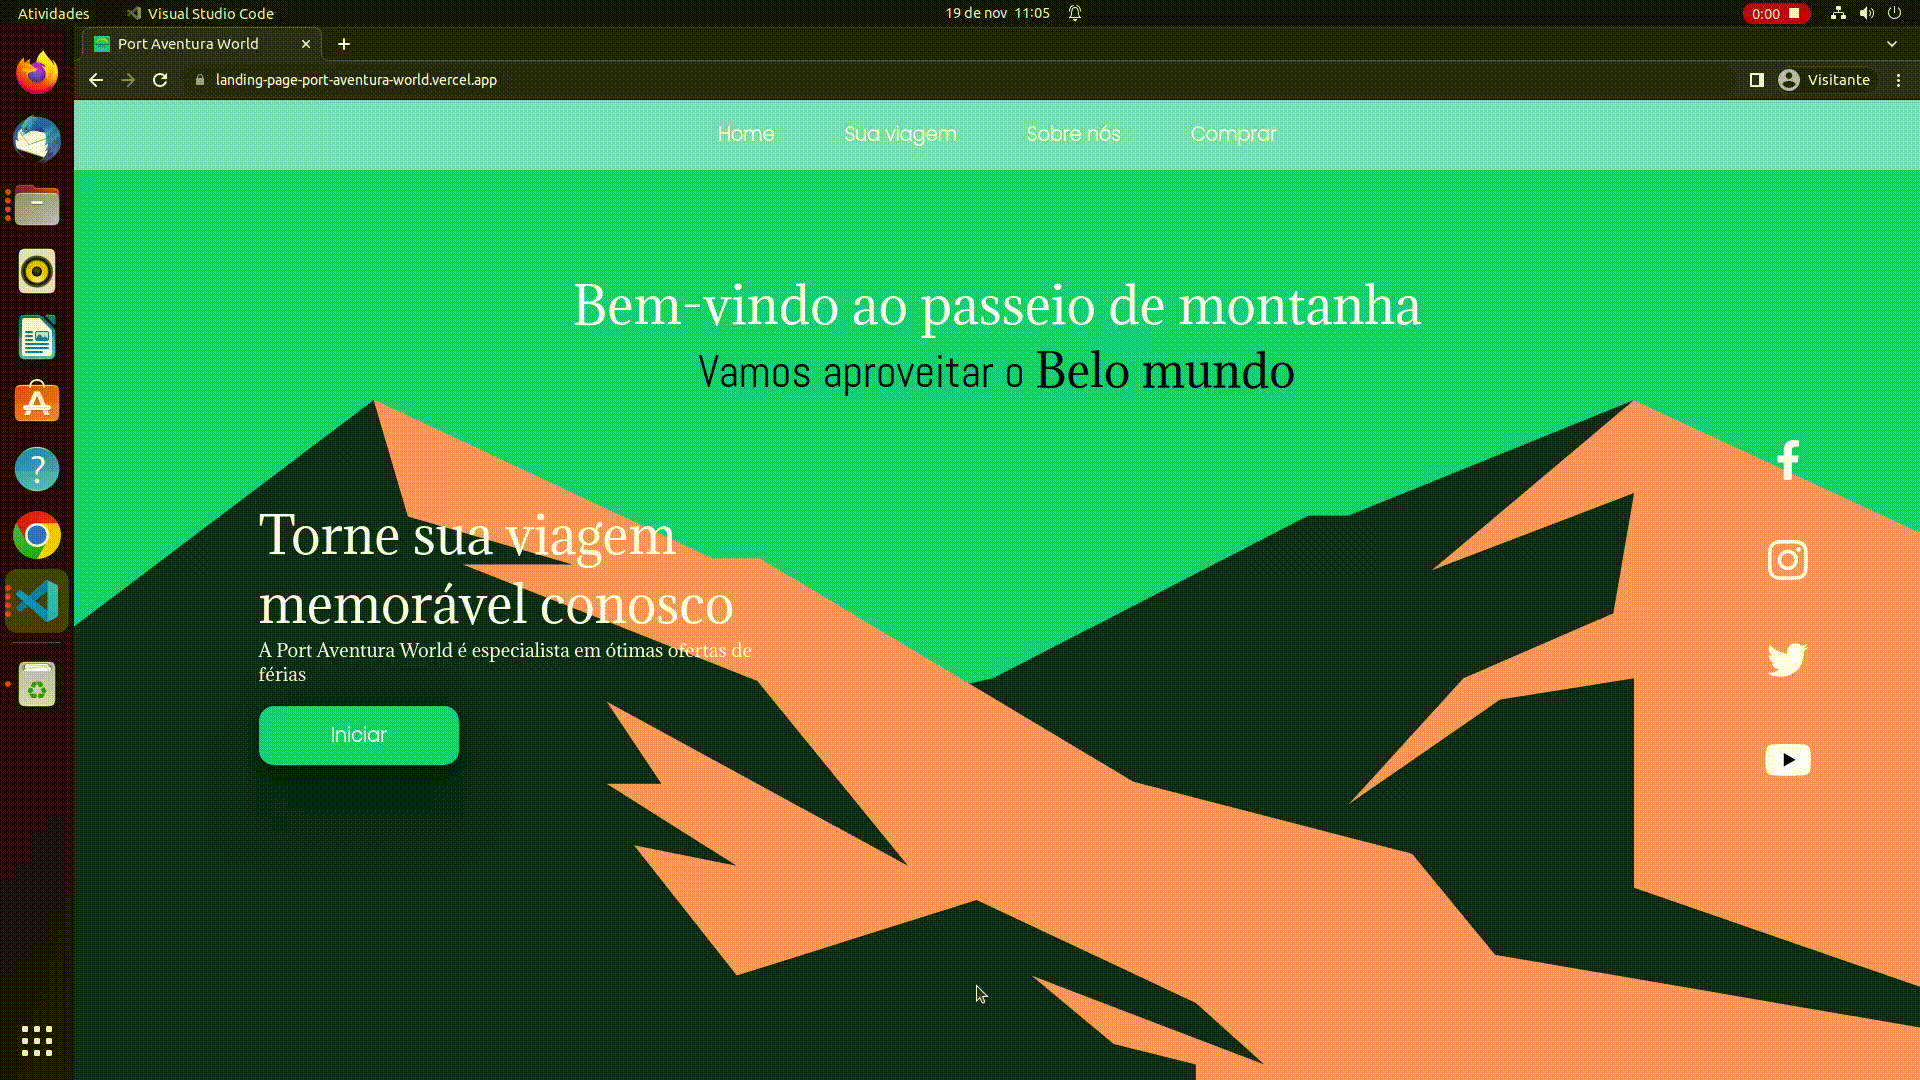 Atividades
Visual Studio Code
19 de nov 11:05
0:00
Port Aventura World
landing-page-port-aventura-world.vercel.app
Visitante
Home
Sua viagem
Sobre nós
Comprar
Bem-vindo ao passeio de montanha
Vamos aproveitar o Belo mundo
Torne sua viagem
memorável conosco
A Port Aventura World é especialista em ótimas ofertas de
férias
Iniciar